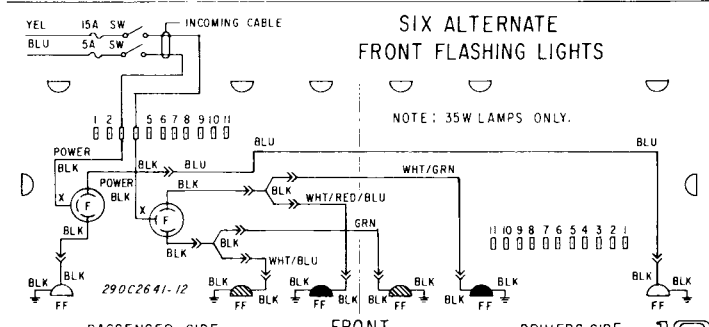 YEL 15A SW
INCOMING CABLE
BLU 5A SW
SIX ALTERNATE
FRONT FLASHING LIGHTS
1 2 5 6 7 8 9 10 11
NOTE: 35W LAMPS ONLY.
BLU BLU
POWER
BLK BLK BLU
WHT/GRN
POWER
BLK BLK BLK
X F X F
WHT/RED/BLU
GRN
BLK BLK BLK
11 10 9 8 7 6 5 4 3 2 1
WHT/BLU
BLK BLK BLK BLK BLK BLK BLK BLK BLK
290C2641-12
FF FF FF FF FF FF
PASSENGER SIDE FRONT DRIVERS SIDE